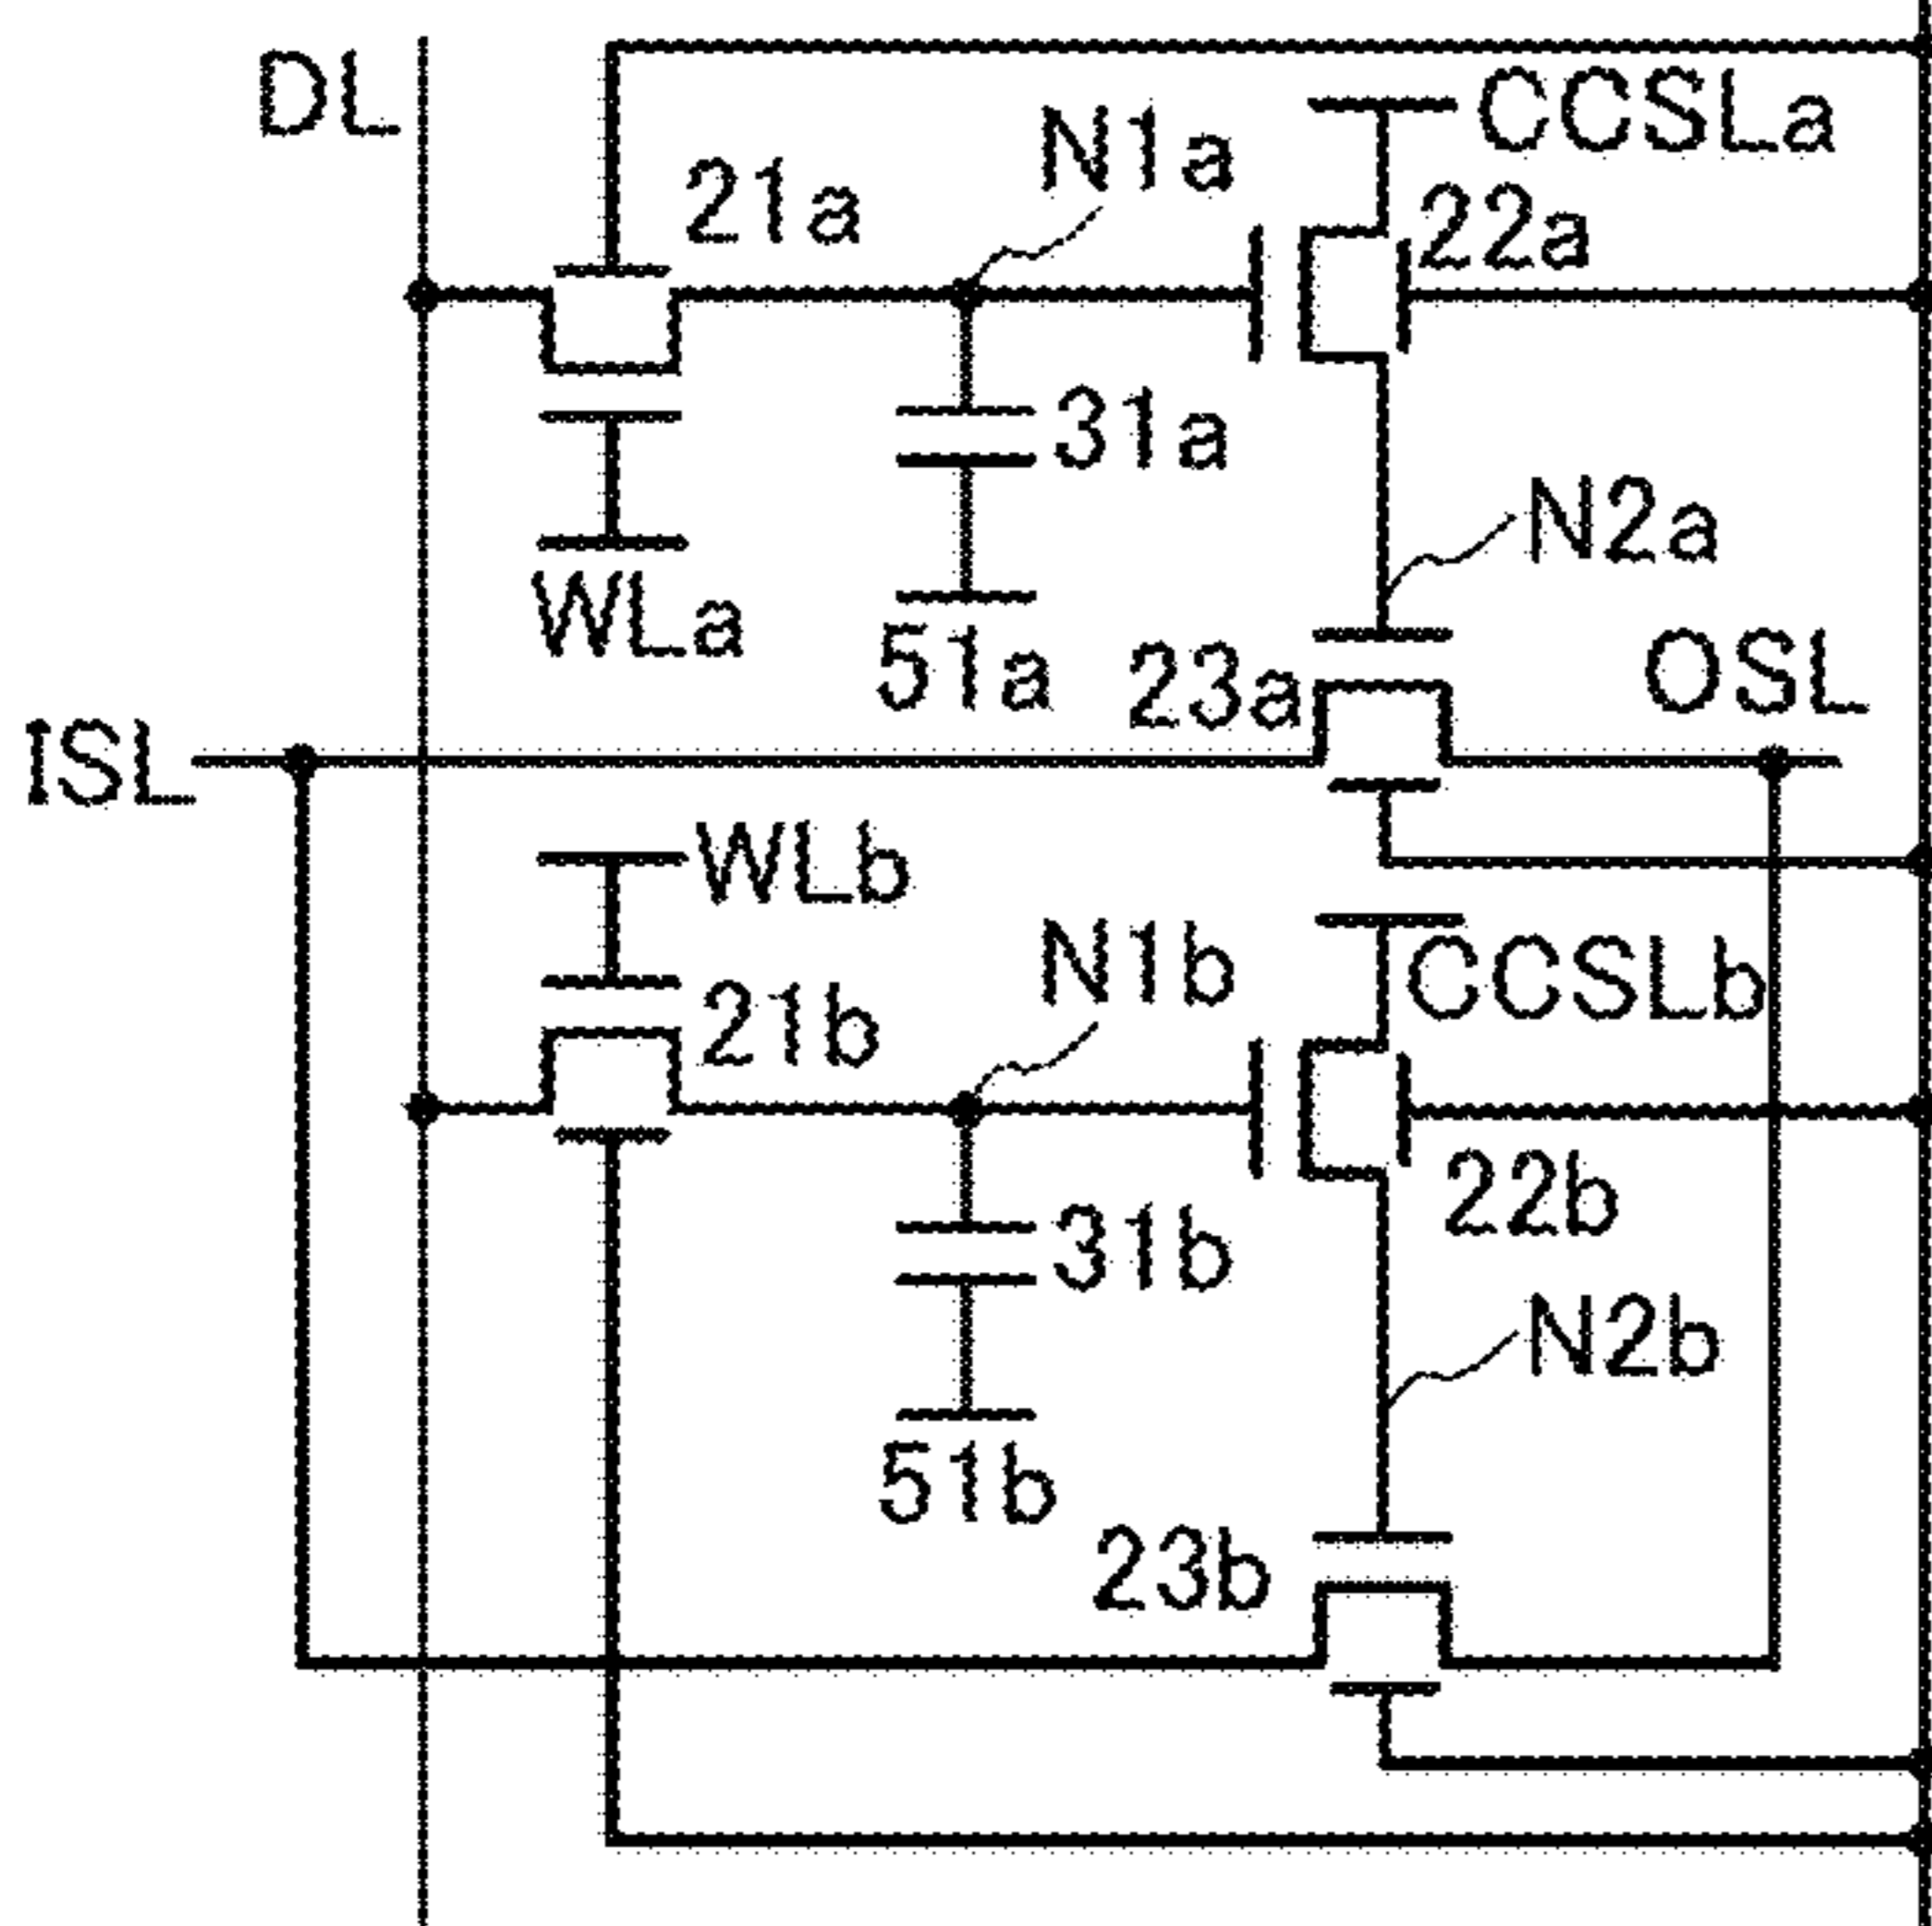 DL
CCSLa
N1a
21a
22a
31a
N2a
WLa
51a
23a
OSL
ISL
WLb
N1b
CCSLb
21b
22b
31b
N2b
51b
23b